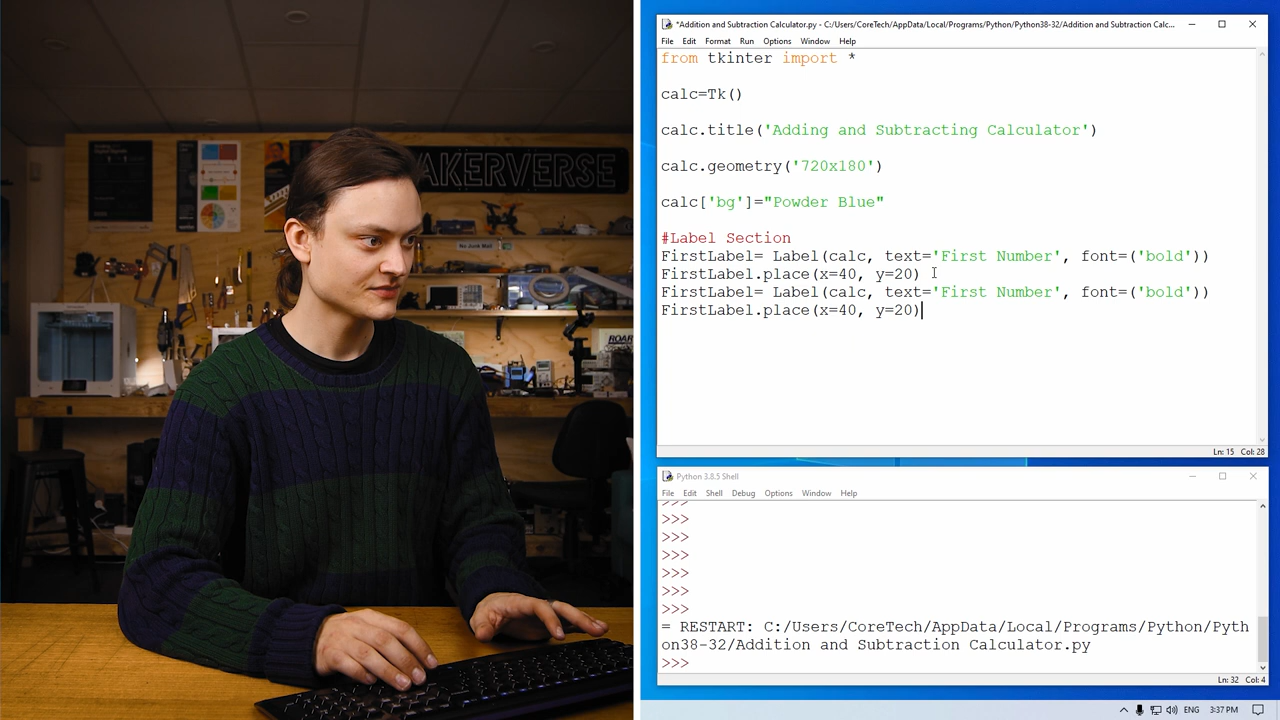 MAKERVERSE
No Junk Mail
ROAR
*Addition and Subtraction Calculator.py - C:/Users/CoreTech/AppData/Local/Programs/Python/Python38-32/Addition and Subtraction Calc...
File Edit Format Run Options Window Help
from tkinter import *
calc=Tk()
calc.title('Adding and Subtracting Calculator')
calc.geometry('720x180')
calc['bg']="Powder Blue"
#Label Section
FirstLabel= Label(calc, text='First Number', font=('bold'))
FirstLabel.place(x=40, y=20)
FirstLabel= Label(calc, text='First Number', font=('bold'))
FirstLabel.place(x=40, y=20)
Ln: 15 Col: 28
Python 3.8.5 Shell
File Edit Shell Debug Options Window Help
>>>
>>>
>>>
>>>
>>>
>>>
>>>
= RESTART: C:/Users/CoreTech/AppData/Local/Programs/Python/Pyth
on38-32/Addition and Subtraction Calculator.py
>>>
Ln: 32 Col: 4
ENG 3:37 PM